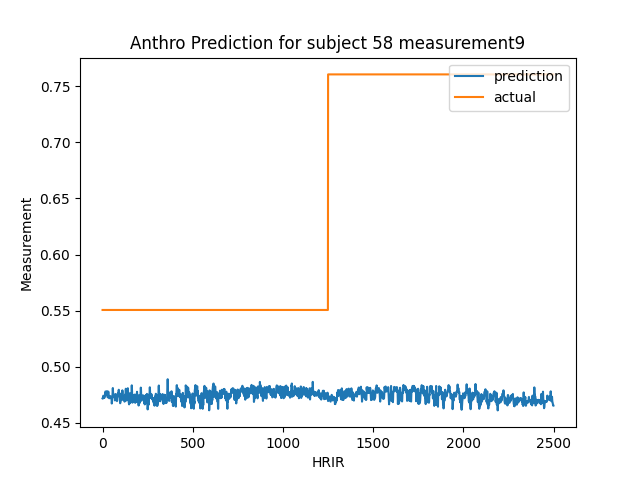 Anthro Prediction for subject 58 measurement9
prediction
actual
Measurement
0.75
0.70
0.65
0.60
0.55
0.50
0.45
0 500 1000 1500 2000 2500
HRIR